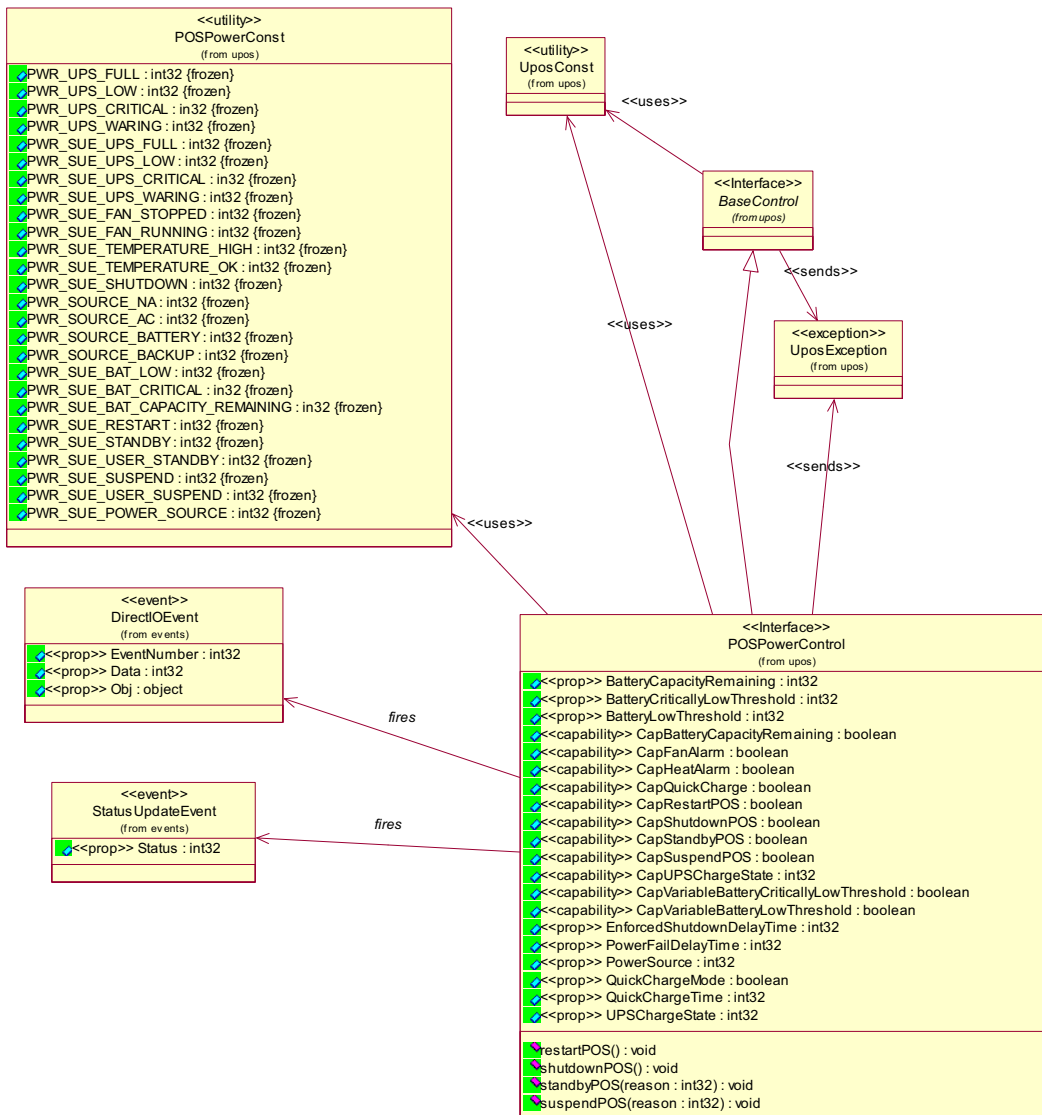 <<utility>>
POSPowerConst
(from upos)
PWR_UPS_FULL : int32 {frozen}
PWR_UPS_LOW : int32 {frozen}
PWR_UPS_CRITICAL : in32 {frozen}
PWR_UPS_WARING : int32 {frozen}
PWR_SUE_UPS_FULL : int32 {frozen}
PWR_SUE_UPS_LOW : int32 {frozen}
PWR_SUE_UPS_CRITICAL : in32 {frozen}
PWR_SUE_UPS_WARING : int32 {frozen}
PWR_SUE_FAN_STOPPED : int32 {frozen}
PWR_SUE_FAN_RUNNING : int32 {frozen}
PWR_SUE_TEMPERATURE_HIGH : int32 {frozen}
PWR_SUE_TEMPERATURE_OK : int32 {frozen}
PWR_SUE_SHUTDOWN : int32 {frozen}
PWR_SOURCE_NA : int32 {frozen}
PWR_SOURCE_AC : int32 {frozen}
PWR_SOURCE_BATTERY : int32 {frozen}
PWR_SOURCE_BACKUP : int32 {frozen}
PWR_SUE_BAT_LOW : int32 {frozen}
PWR_SUE_BAT_CRITICAL : in32 {frozen}
PWR_SUE_BAT_CAPACITY_REMAINING : in32 {frozen}
PWR_SUE_RESTART : int32 {frozen}
PWR_SUE_STANDBY : int32 {frozen}
PWR_SUE_USER_STANDBY : int32 {frozen}
PWR_SUE_SUSPEND : int32 {frozen}
PWR_SUE_USER_SUSPEND : int32 {frozen}
PWR_SUE_POWER_SOURCE : int32 {frozen}
<<utility>>
UposConst
(from upos)
<<uses>>
<<Interface>>
BaseControl
(from upos)
<<sends>>
<<uses>>
<<exception>>
UposException
(from upos)
<<sends>>
<<uses>>
<<event>>
DirectIOEvent
(from events)
<<prop>> EventNumber : int32
<<prop>> Data : int32
<<prop>> Obj : object
fires
<<event>>
StatusUpdateEvent
(from events)
<<prop>> Status : int32
fires
<<Interface>>
POSPowerControl
(from upos)
<<prop>> BatteryCapacityRemaining : int32
<<prop>> BatteryCriticallyLowThreshold : int32
<<prop>> BatteryLowThreshold : int32
<<capability>> CapBatteryCapacityRemaining : boolean
<<capability>> CapFanAlarm : boolean
<<capability>> CapHeatAlarm : boolean
<<capability>> CapQuickCharge : boolean
<<capability>> CapRestartPOS : boolean
<<capability>> CapShutdownPOS : boolean
<<capability>> CapStandbyPOS : boolean
<<capability>> CapSuspendPOS : boolean
<<capability>> CapUPSChargeState : int32
<<capability>> CapVariableBatteryCriticallyLowThreshold : boolean
<<capability>> CapVariableBatteryLowThreshold : boolean
<<prop>> EnforcedShutdownDelayTime : int32
<<prop>> PowerFailDelayTime : int32
<<prop>> PowerSource : int32
<<prop>> QuickChargeMode : boolean
<<prop>> QuickChargeTime : int32
<<prop>> UPSChargeState : int32
restartPOS() : void
shutdownPOS() : void
standbyPOS(reason : int32) : void
suspendPOS(reason : int32) : void